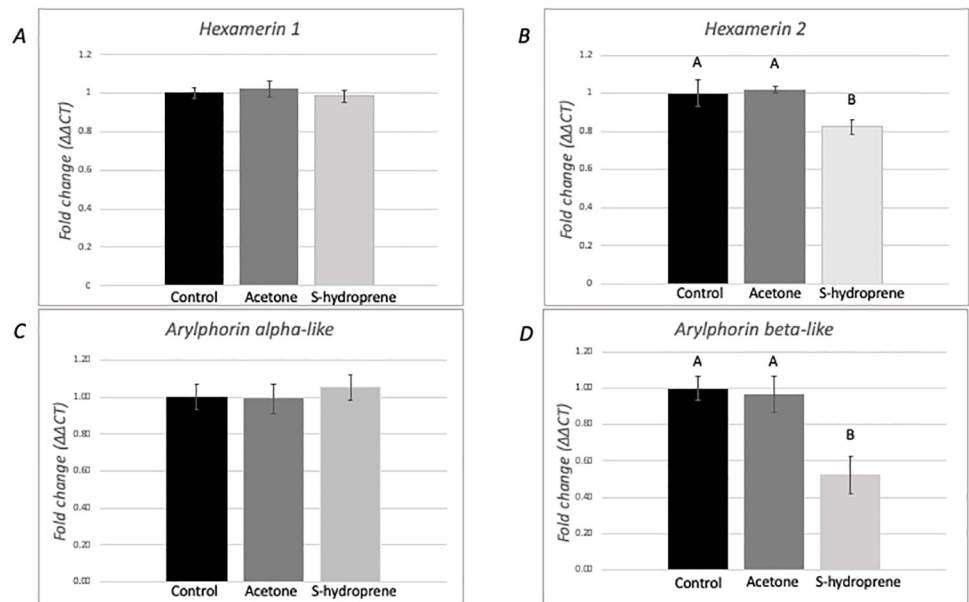 A
Hexamerin 1
Fold change (ΔΔCT)
1.2
1
0.8
0.6
0.4
0.2
0
Control Acetone S-hydroprene
B
Hexamerin 2
Fold change (ΔΔCT)
1.2
1
0.8
0.6
0.4
0.2
0
A A B
Control Acetone S-hydroprene
C
Arylphorin alpha-like
Fold change (ΔΔCT)
1.20
1.00
0.80
0.60
0.40
0.20
0.00
Control Acetone S-hydroprene
D
Arylphorin beta-like
Fold change (ΔΔCT)
1.20
1.00
0.80
0.60
0.40
0.20
0.00
A A B
Control Acetone S-hydroprene